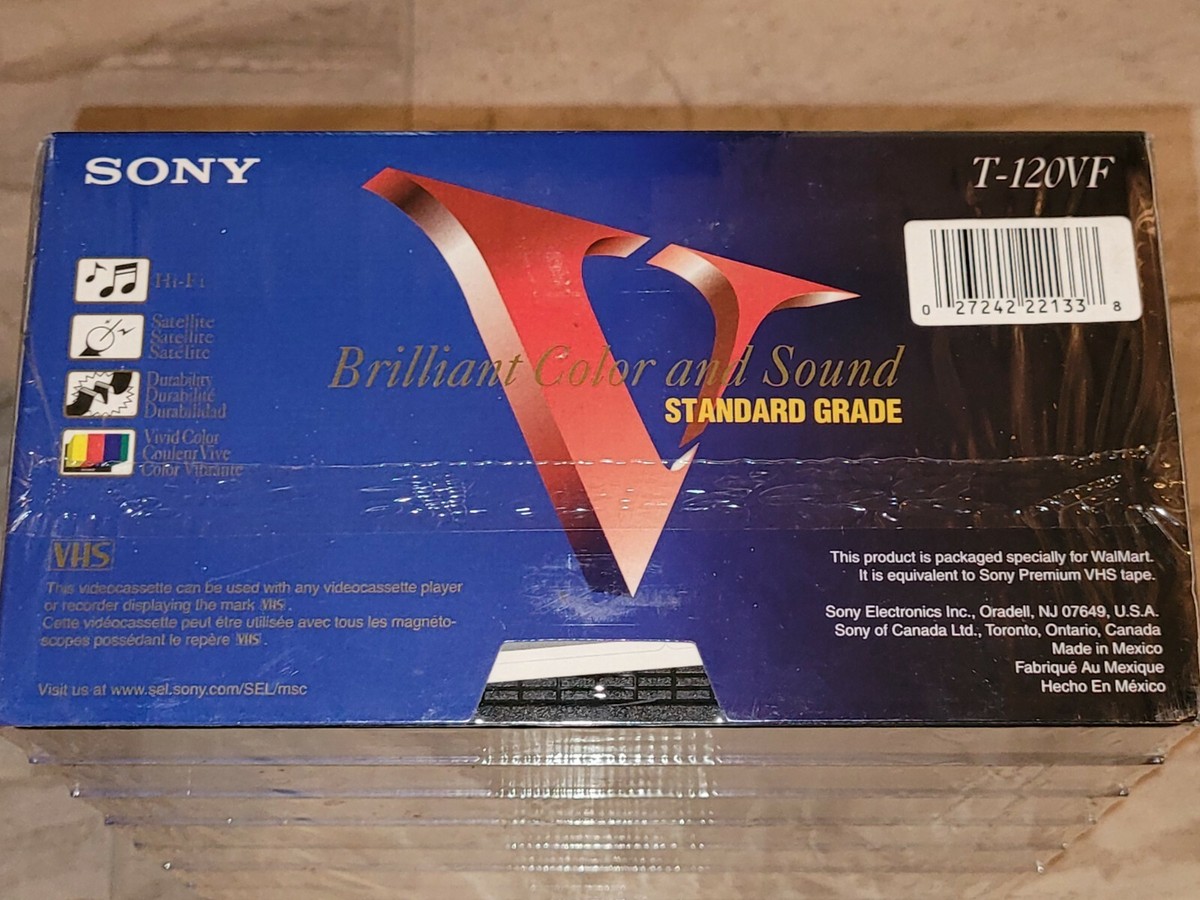 SONY
T-120VF
Hi-Fi
Satellite
Satellite
Satélite
Durability
Durabilité
Durabilidad
Vivid Color
Couleur Vive
Color Vibrante
0 27242 22133 8
Brilliant Color and Sound
STANDARD GRADE
VHS
This videocassette can be used with any videocassette player
or recorder displaying the mark VHS.
Cette vidéocassette peut être utilisée avec tous les magnéto-
scopes possédant le repère VHS.
Visit us at www.sel.sony.com/SEL/msc
This product is packaged specially for WalMart.
It is equivalent to Sony Premium VHS tape.
Sony Electronics Inc., Oradell, NJ 07649, U.S.A.
Sony of Canada Ltd., Toronto, Ontario, Canada
Made in Mexico
Fabriqué Au Mexique
Hecho En México